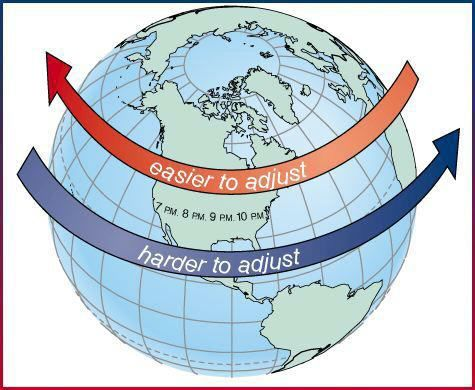 easier to adjust
7 P.M. 8 P.M. 9 P.M. 10 P.M.
harder to adjust